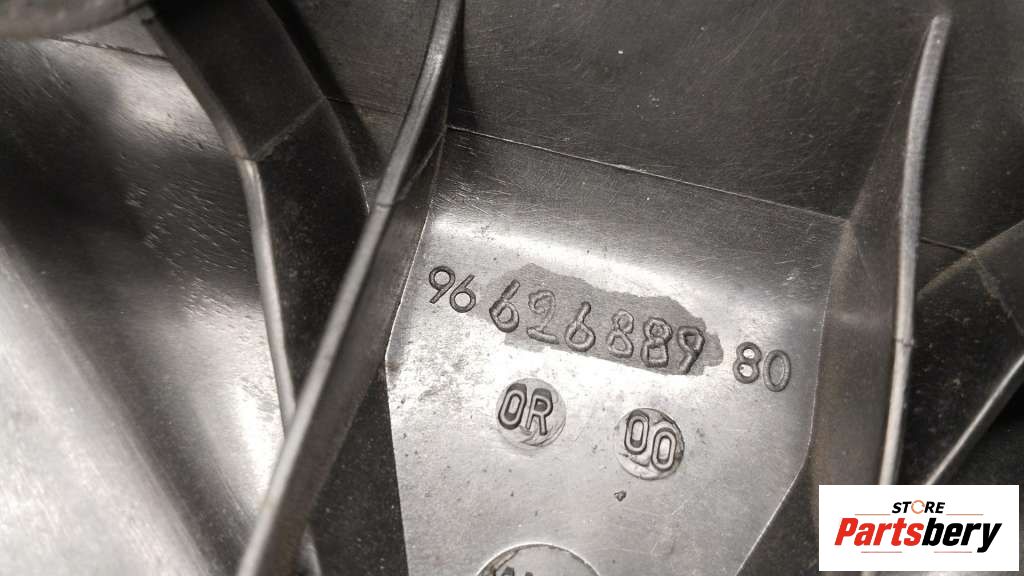 96 626889 80
OR 00
STORE
Partsbery